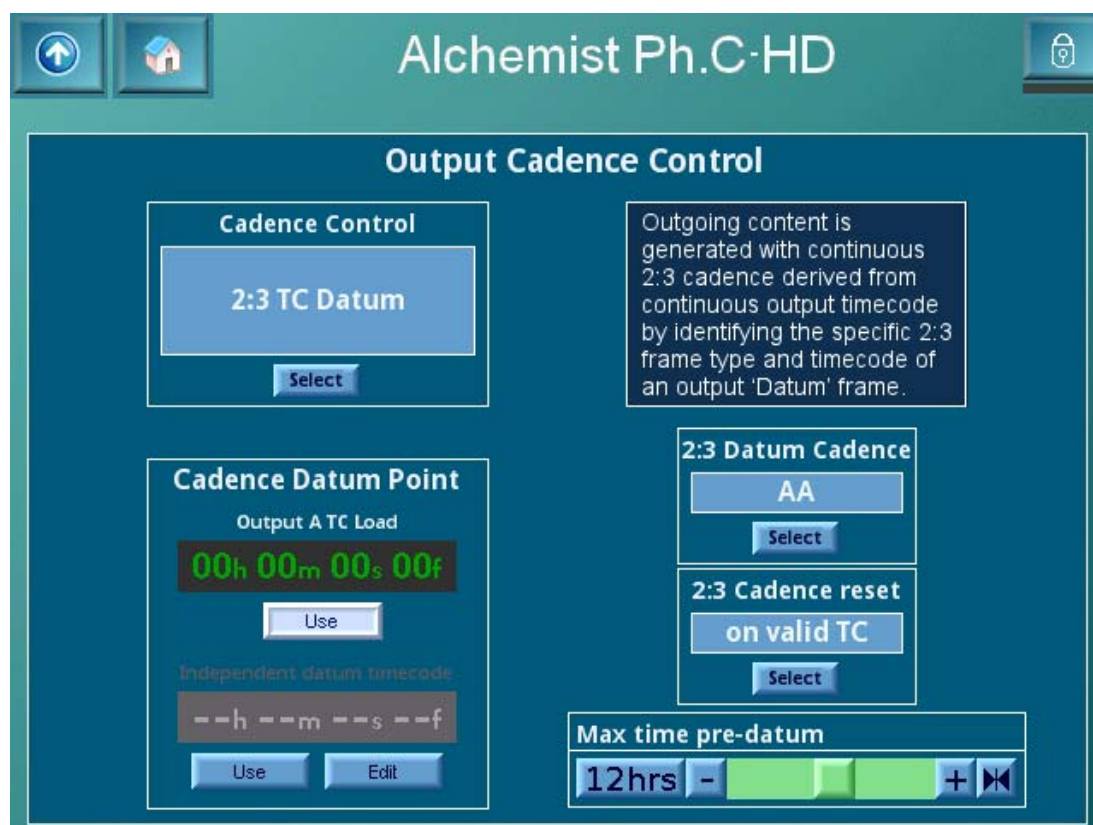 Alchemist Ph.C-HD
Output Cadence Control
Cadence Control
2:3 TC Datum
Select
Outgoing content is
generated with continuous
2:3 cadence derived from
continuous output timecode
by identifying the specific 2:3
frame type and timecode of
an output ‘Datum’ frame.
Cadence Datum Point
Output A TC Load
00h 00m 00s 00f
Use
Independent datum timecode
--h --m --s --f
Use Edit
2:3 Datum Cadence
AA
Select
2:3 Cadence reset
on valid TC
Select
Max time pre-datum
12hrs - +